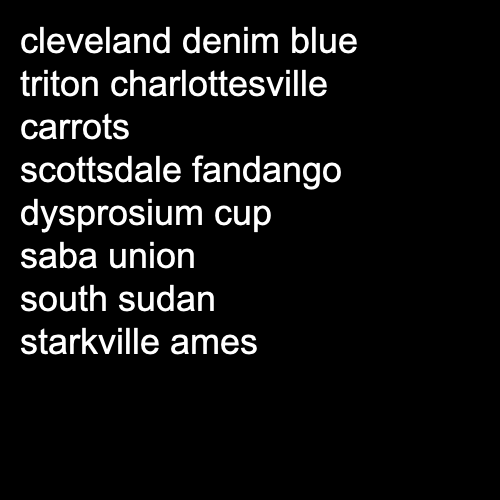 cleveland denim blue
triton charlottesville
carrots
scottsdale fandango
dysprosium cup
saba union
south sudan
starkville ames